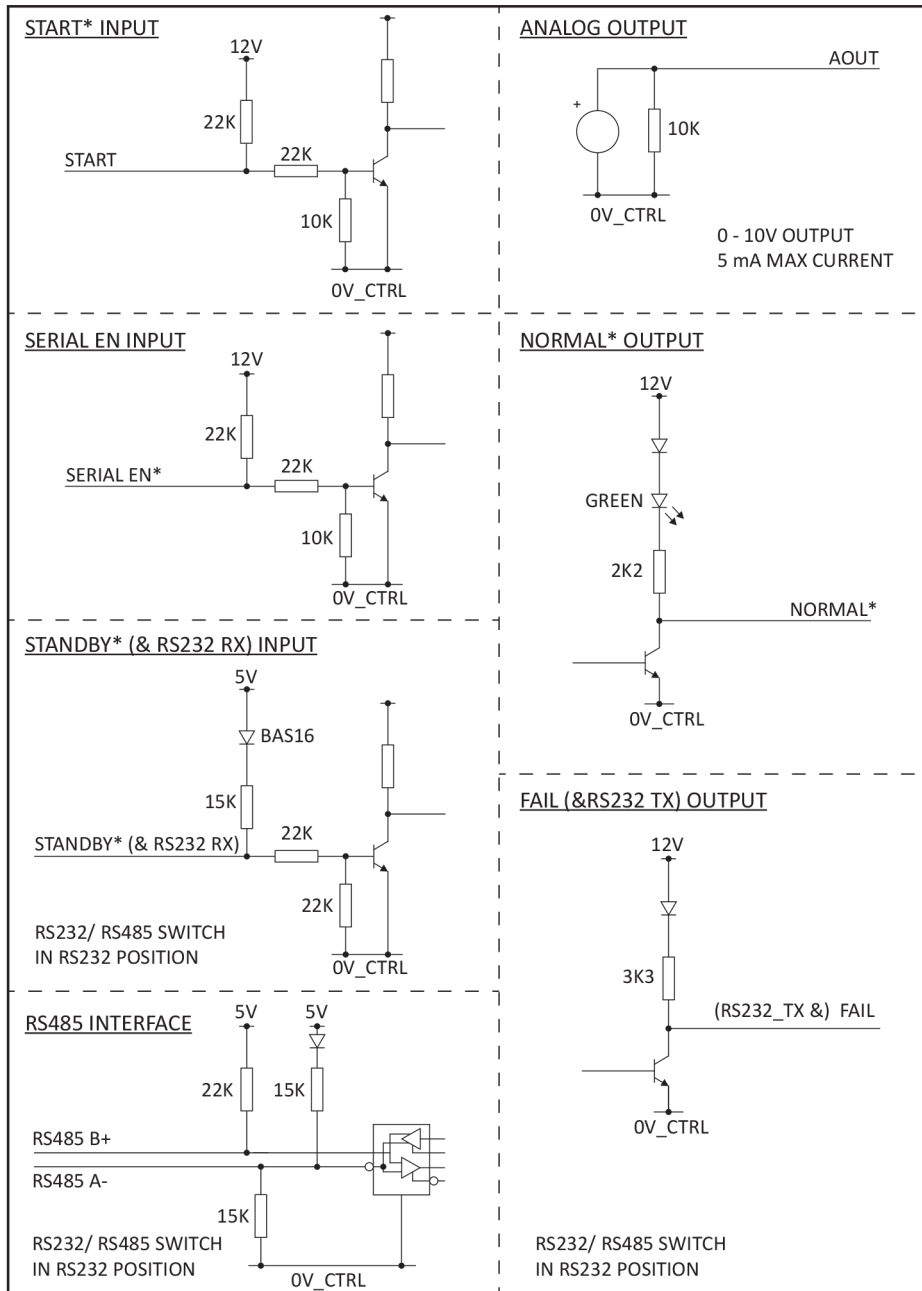 START* INPUT
12V
22K
START
22K
10K
0V_CTRL
SERIAL EN INPUT
12V
22K
SERIAL EN*
22K
10K
0V_CTRL
STANDBY* (& RS232 RX) INPUT
5V
BAS16
15K
STANDBY* (& RS232 RX)
22K
22K
RS232/ RS485 SWITCH
IN RS232 POSITION
0V_CTRL
RS485 INTERFACE
5V
5V
22K
15K
RS485 B+
RS485 A-
15K
RS232/ RS485 SWITCH
IN RS232 POSITION
0V_CTRL
ANALOG OUTPUT
AOUT
+
10K
0V_CTRL
0 - 10V OUTPUT
5 mA MAX CURRENT
NORMAL* OUTPUT
12V
GREEN
2K2
NORMAL*
0V_CTRL
FAIL (&RS232 TX) OUTPUT
12V
3K3
(RS232_TX &) FAIL
0V_CTRL
RS232/ RS485 SWITCH
IN RS232 POSITION